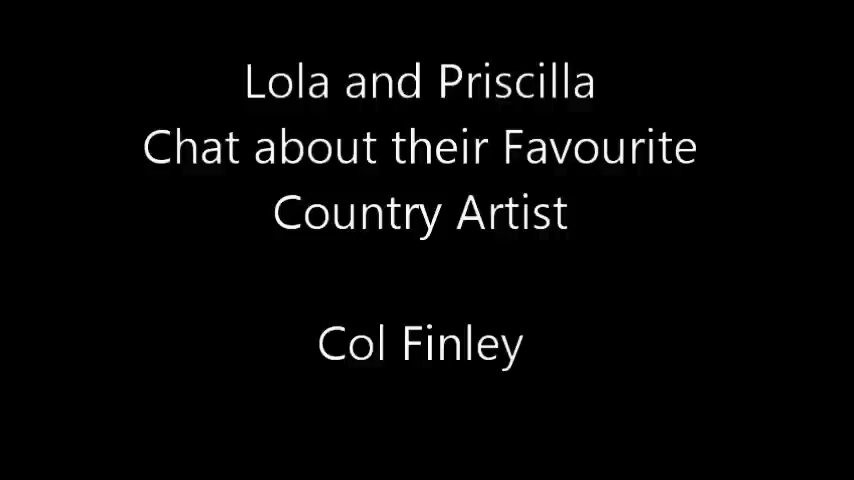 Lola and Priscilla
Chat about their Favourite
Country Artist
Col Finley